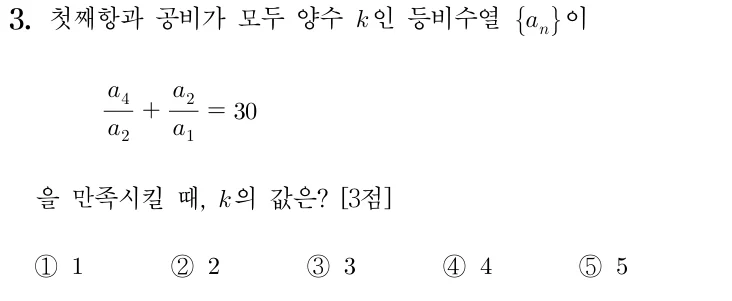 3. 첫째항과 공비가 모두 양수 k인 등비수열 {a_n}이
a_4/a_2 + a_2/a_1 = 30
을 만족시킬 때, k의 값은? [3점]
① 1 ② 2 ③ 3 ④ 4 ⑤ 5